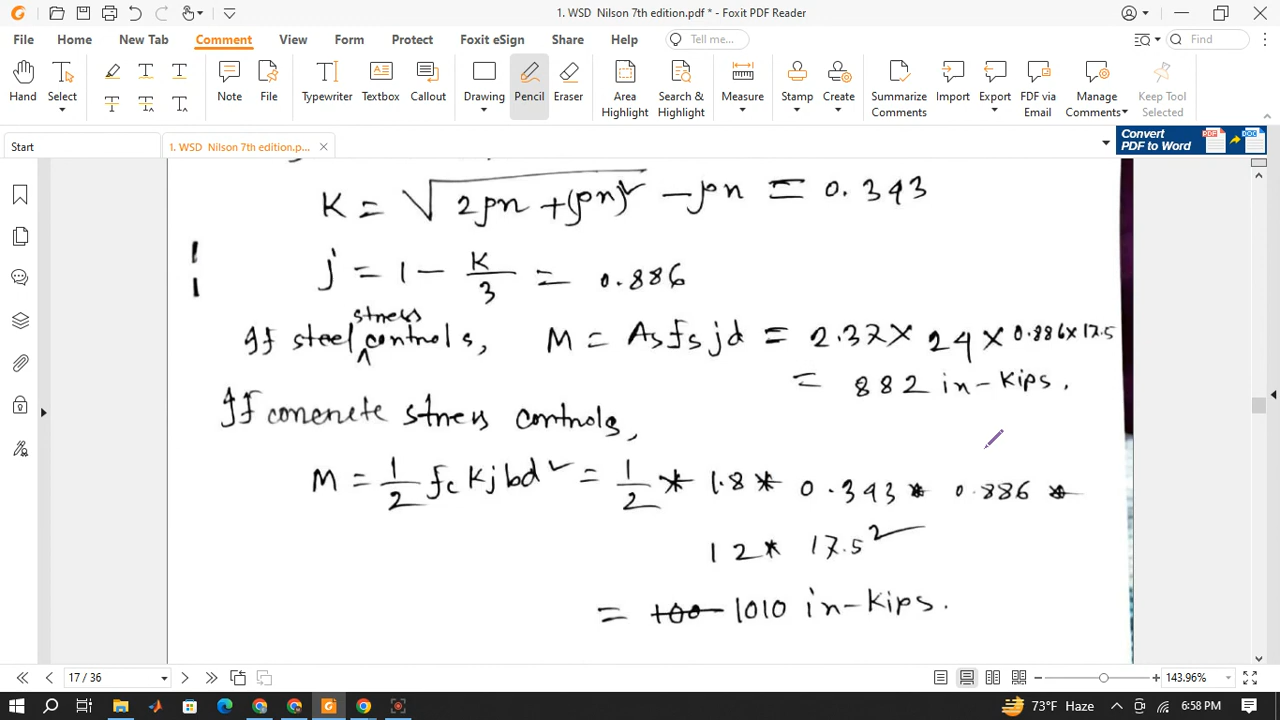 1. WSD Nilson 7th edition.pdf * - Foxit PDF Reader
File Home New Tab Comment View Form Protect Foxit eSign Share Help Tell me... Find
Hand Select Note File Typewriter Textbox Callout Drawing Pencil Eraser Area Highlight Search & Highlight Measure Stamp Create Summarize Comments Import Export PDF via Email Manage Comments Keep Tool Selected
Start 1. WSD Nilson 7th edition.p... Convert PDF to Word
K = √2ρn + (ρn)² − ρn = 0.343
j = 1 − K/3 = 0.886
If steel stress controls, M = Asfsjd = 2.37 × 24 × 0.886×17.5
= 882 in-kips.
If concrete stress controls,
M = 1/2 fc Kjbd² = 1/2 * 1.8 * 0.343 * 0.886 *
12 * 17.5²
= 1010 in-kips.
17 / 36 143.96%
73°F Haze 6:58 PM